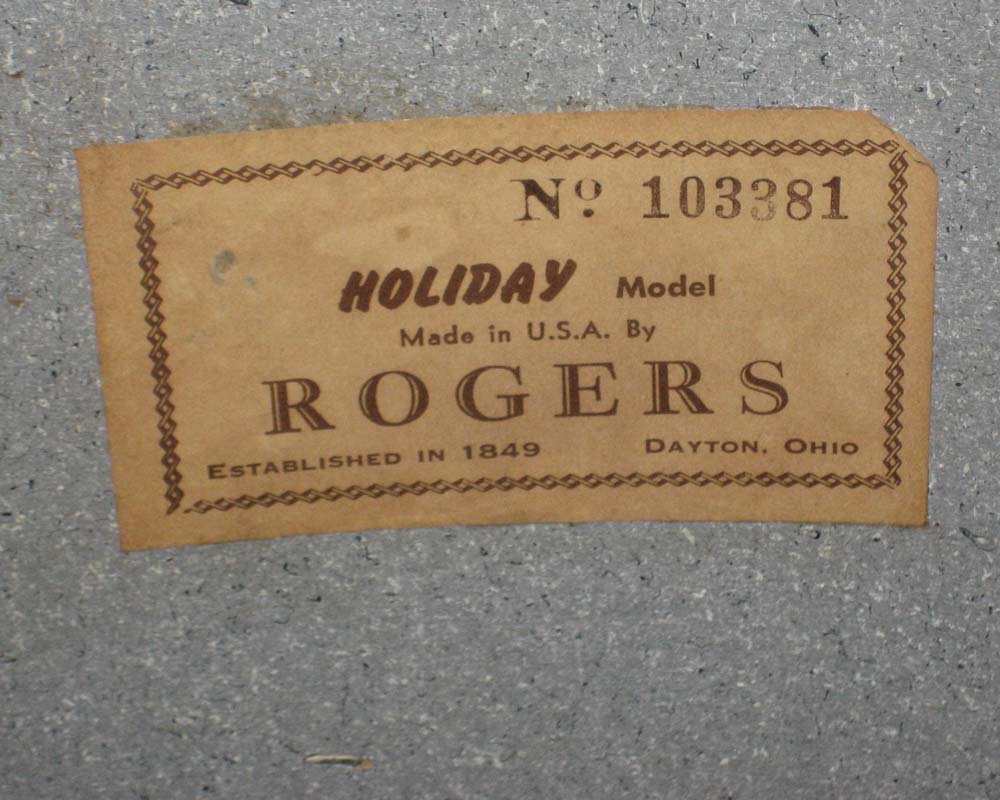 Nº 103381
HOLIDAY Model
Made in U.S.A. By
ROGERS
ESTABLISHED IN 1849 DAYTON, OHIO